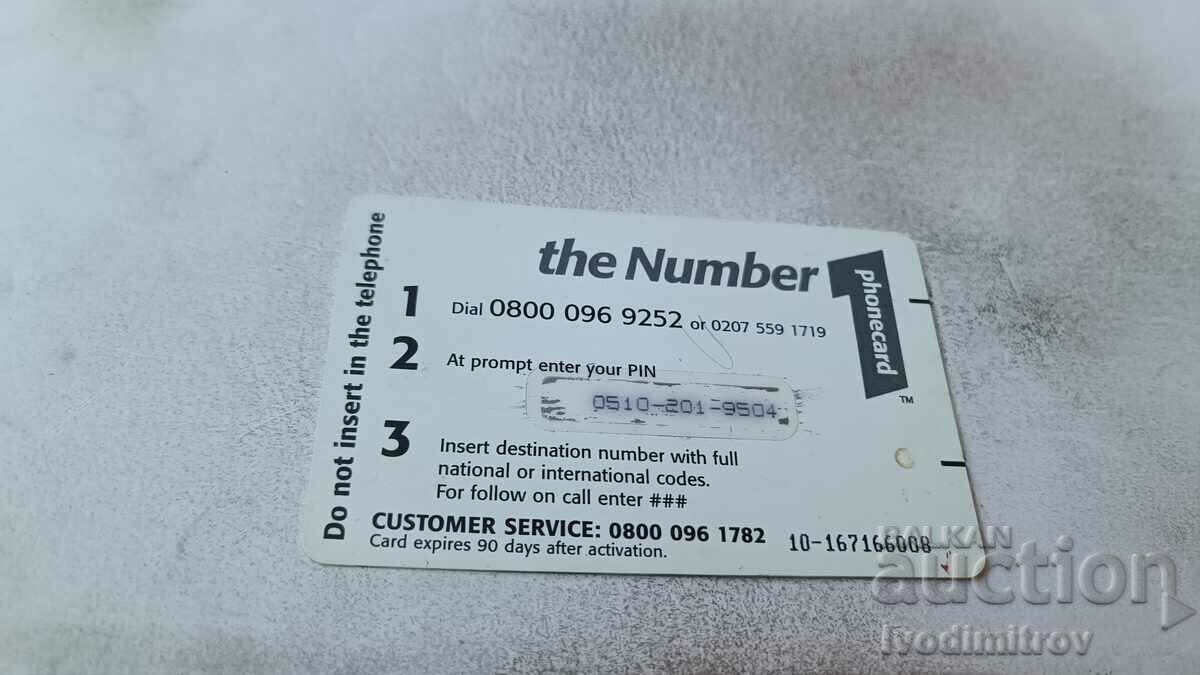 Do not insert in the telephone
the Number
phonecard
TM
1 Dial 0800 096 9252 or 0207 559 1719
2 At prompt enter your PIN
0510-201-9504
3 Insert destination number with full
national or international codes.
For follow on call enter ###
CUSTOMER SERVICE: 0800 096 1782
Card expires 90 days after activation.
10-167166008
BALKAN
auction
Ivodimitrov